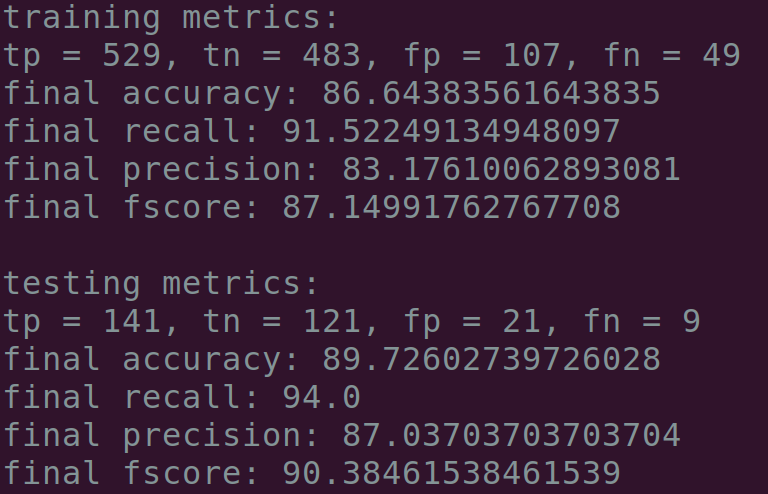 training metrics:
tp = 529, tn = 483, fp = 107, fn = 49
final accuracy: 86.64383561643835
final recall: 91.52249134948097
final precision: 83.17610062893081
final fscore: 87.14991762767708
testing metrics:
tp = 141, tn = 121, fp = 21, fn = 9
final accuracy: 89.72602739726028
final recall: 94.0
final precision: 87.03703703703704
final fscore: 90.38461538461539